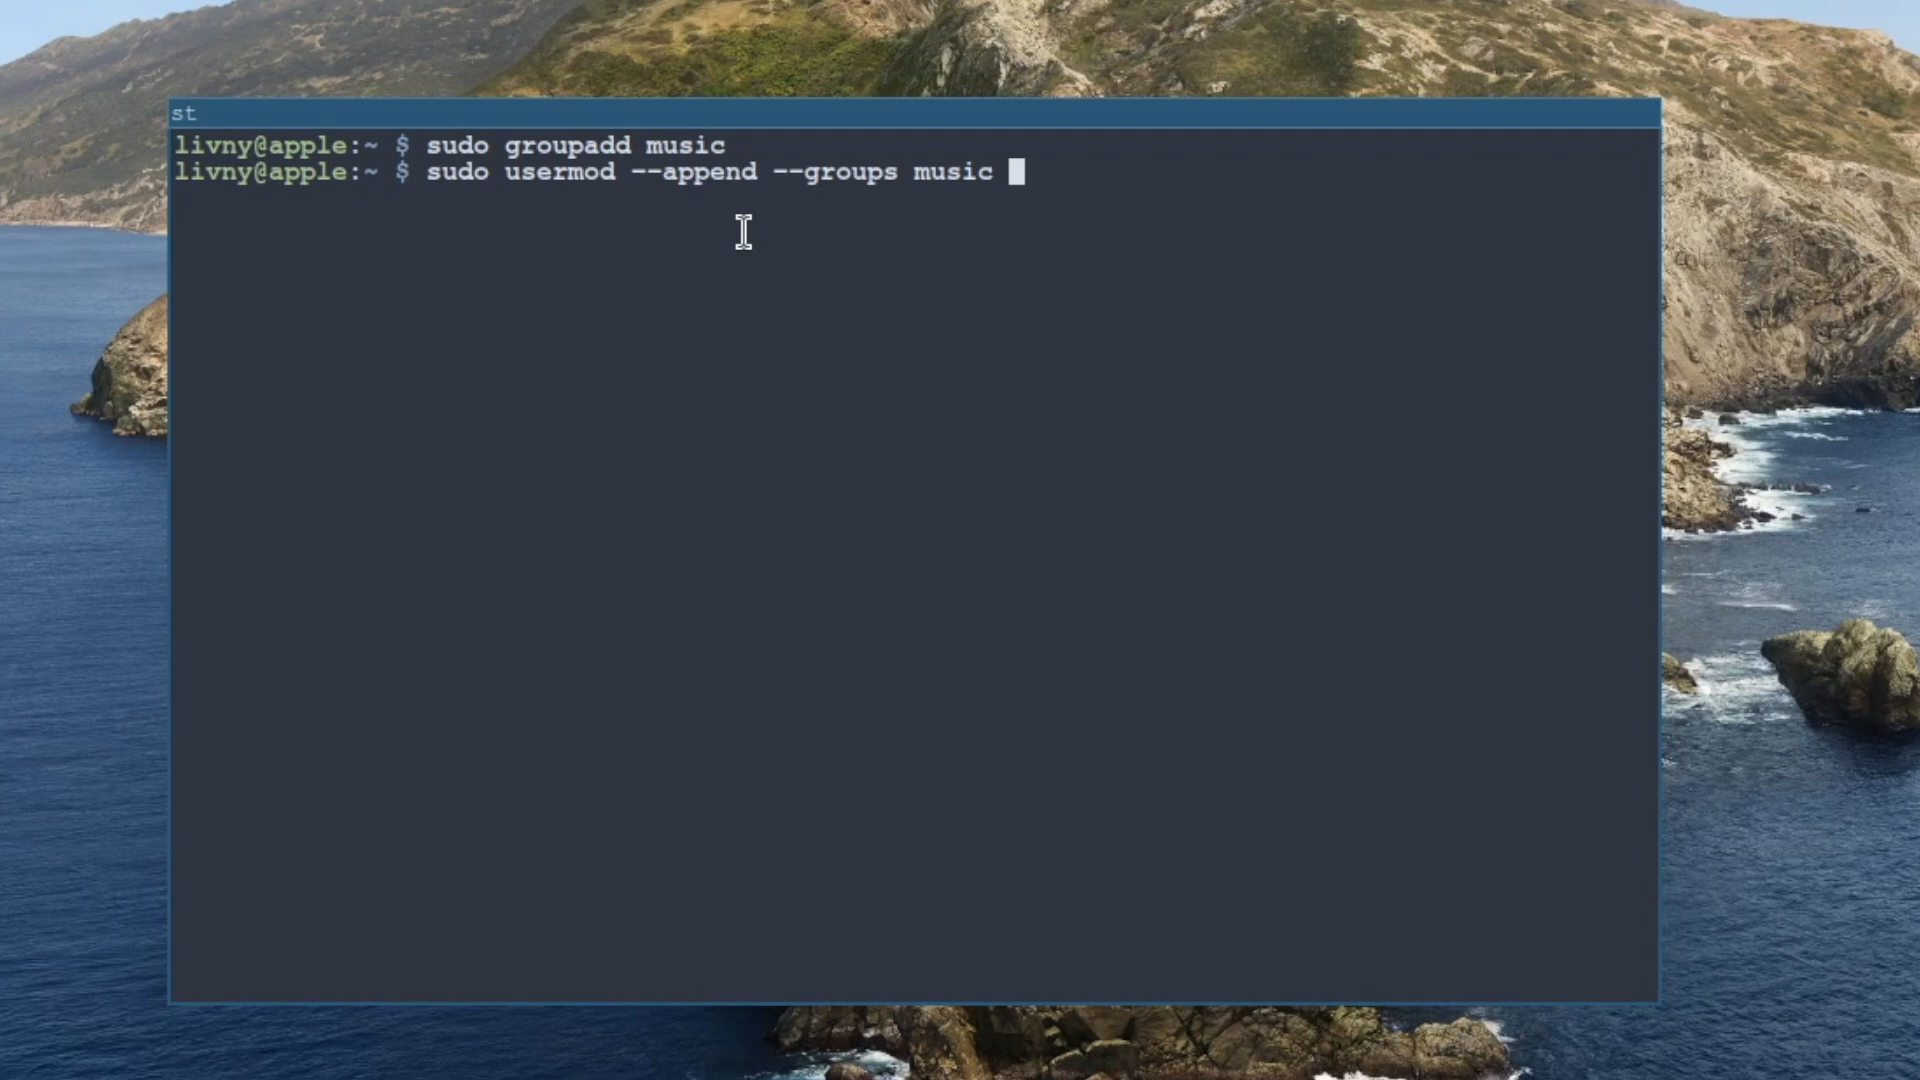 st
livny@apple:~ $ sudo groupadd music
livny@apple:~ $ sudo usermod --append --groups music